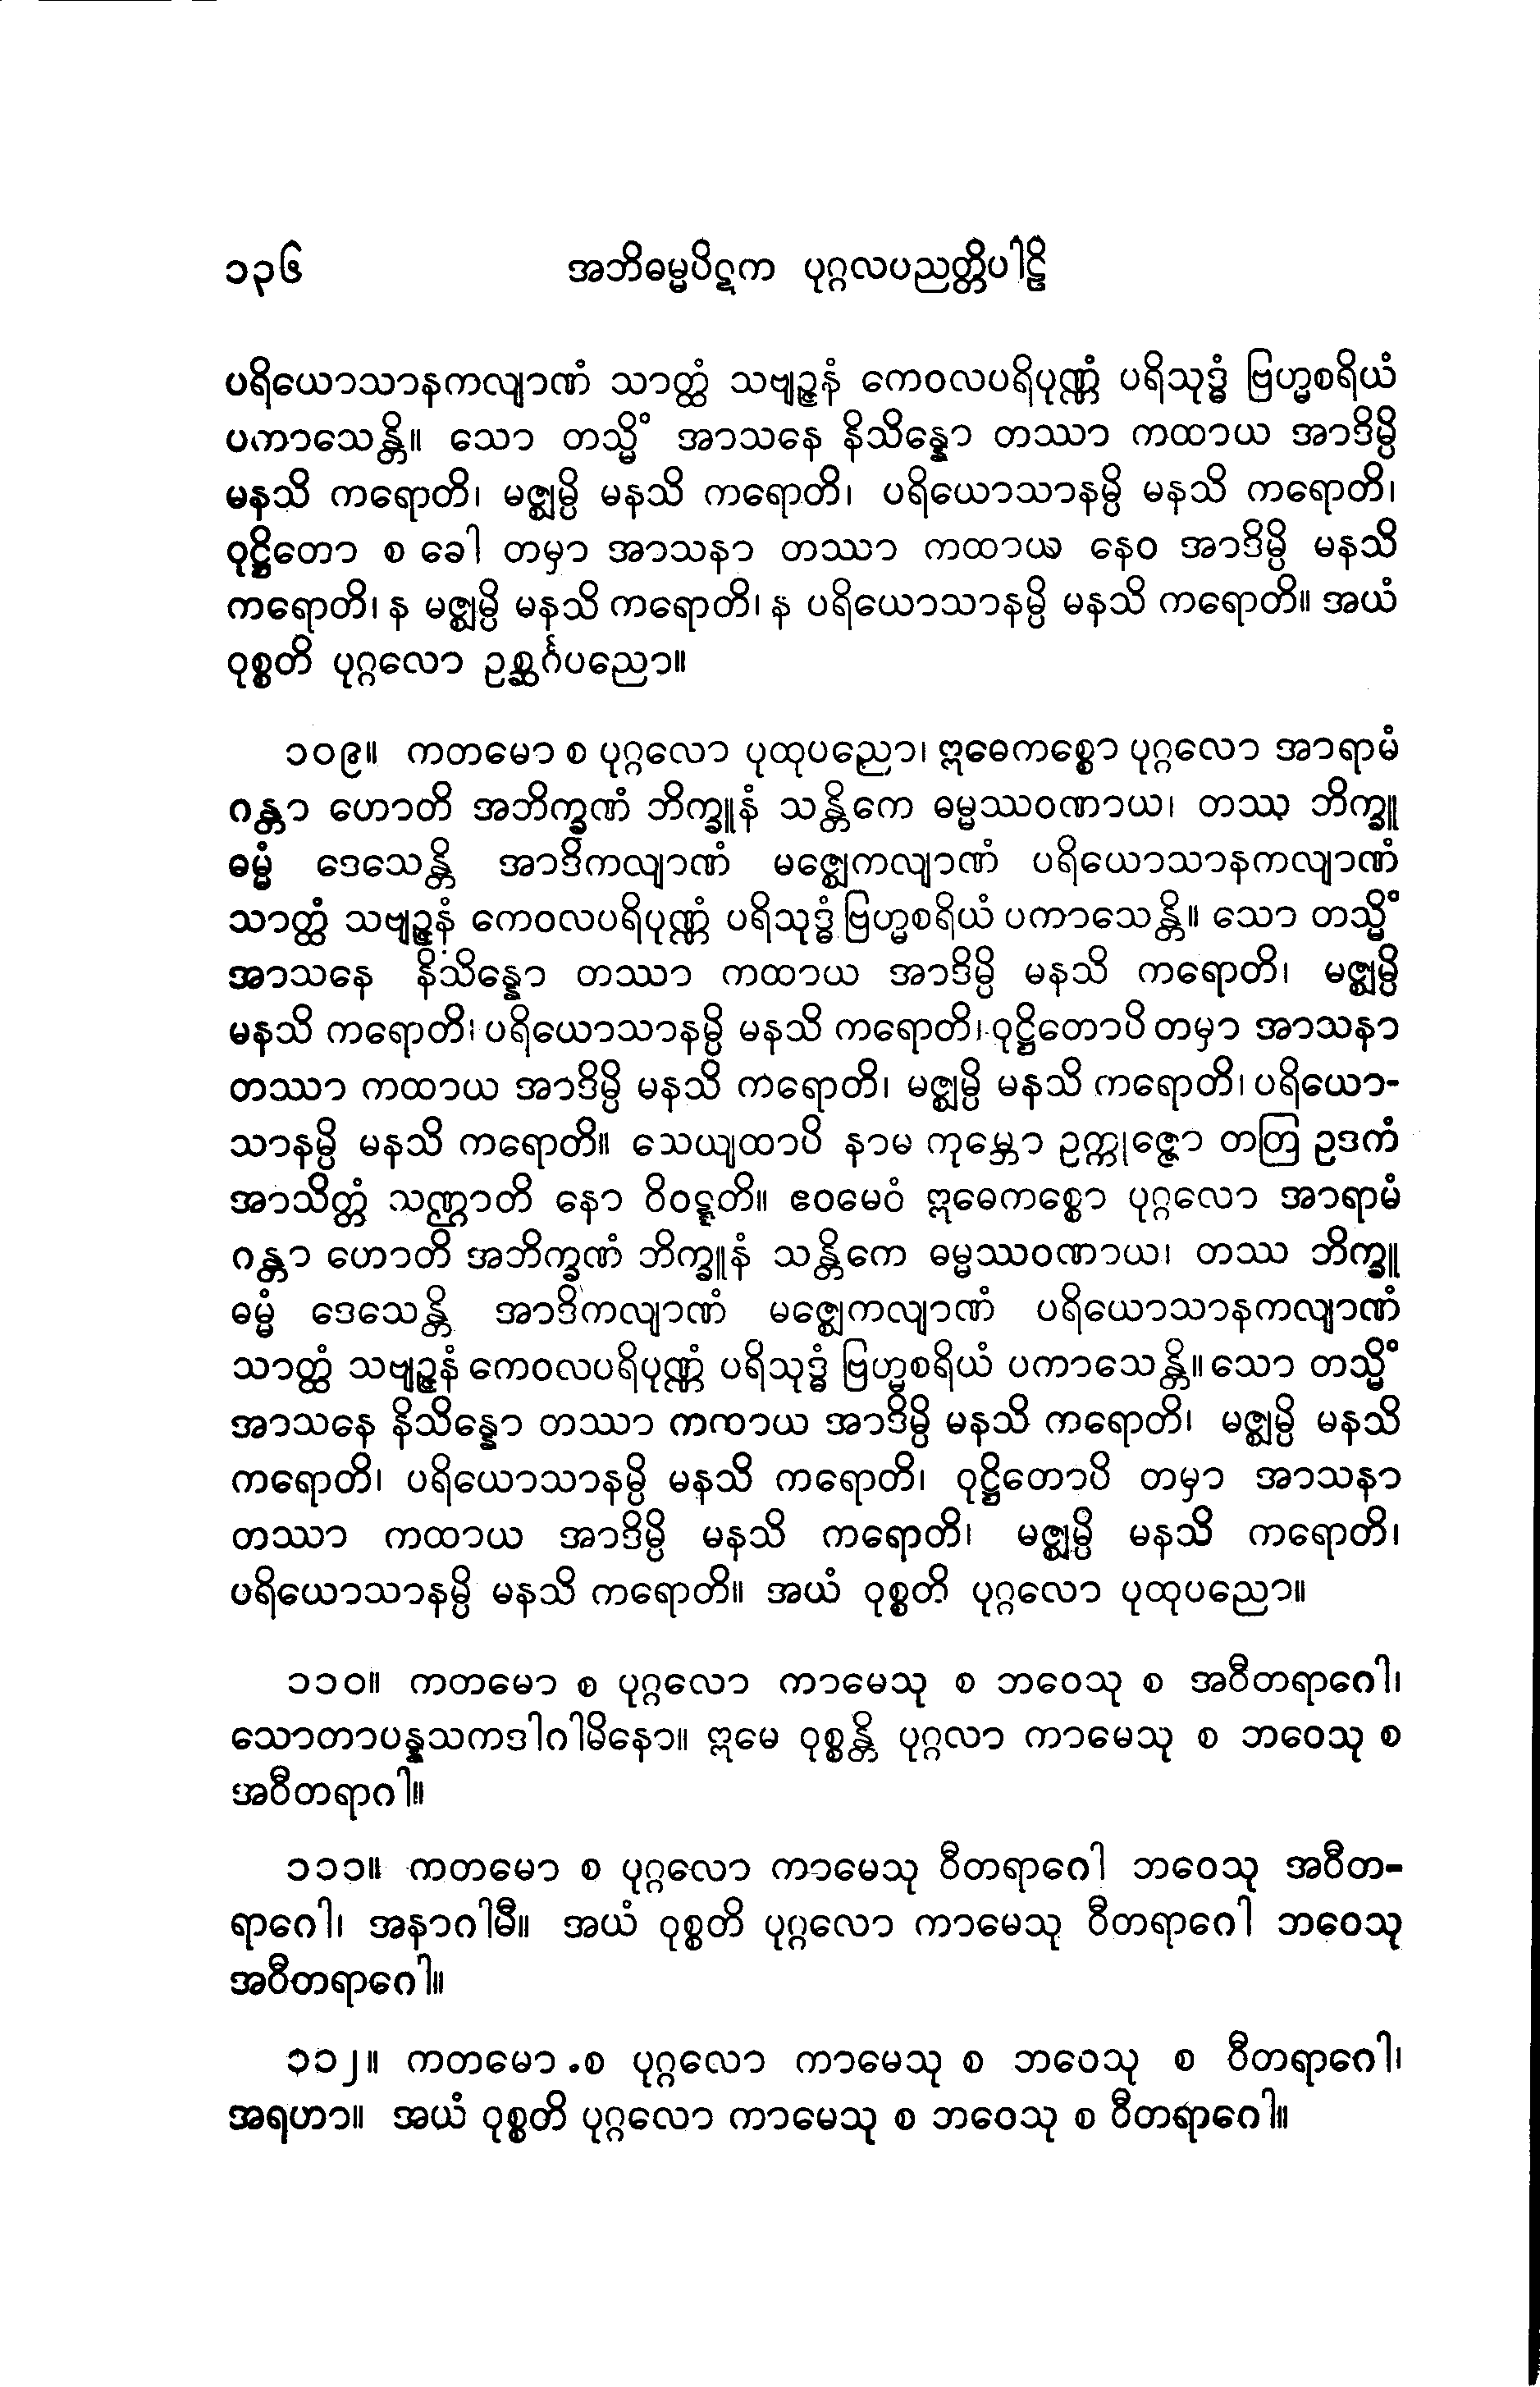 ၁၃၆ အဘိဓမ္မပိဋက ပုဂ္ဂလပညတ္တိပါဠိ
ပရိယောသာနကလျာဏံ သာတ္ထံ သဗျဉ္ဇနံ ကေဝလပရိပုဏ္ဏံ ပရိသုဒ္ဓံ ဗြဟ္မစရိယံ
ပကာသေန္တိ။ သော တသ္မိံ အာသနေ နိသိန္နော တဿာ ကထာယ အာဒိမ္ပိ
မနသိ ကရောတိ၊ မဇ္ဈမ္ပိ မနသိ ကရောတိ၊ ပရိယောသာနမ္ပိ မနသိ ကရောတိ၊
ဝုဋ္ဌိတော စ ခေါ တမှာ အာသနာ တဿာ ကထာယ နေဝ အာဒိမ္ပိ မနသိ
ကရောတိ၊ န မဇ္ဈမ္ပိ မနသိ ကရောတိ၊ န ပရိယောသာနမ္ပိ မနသိ ကရောတိ။ အယံ
ဝုစ္စတိ ပုဂ္ဂလော ဥစ္ဆင်္ဂပညော။
၁၀၉။ ကတမော စ ပုဂ္ဂလော ပုထုပညော၊ ဣဓေကစ္စော ပုဂ္ဂလော အာရာမံ
ဂန္တာ ဟောတိ အဘိက္ခဏံ ဘိက္ခူနံ သန္တိကေ ဓမ္မဿဝဏာယ၊ တဿ ဘိက္ခူ
ဓမ္မံ ဒေသေန္တိ အာဒိကလျာဏံ မဇ္ဈေကလျာဏံ ပရိယောသာနကလျာဏံ
သာတ္ထံ သဗျဉ္ဇနံ ကေဝလပရိပုဏ္ဏံ ပရိသုဒ္ဓံ ဗြဟ္မစရိယံ ပကာသေန္တိ။ သော တသ္မိံ
အာသနေ နိသိန္နော တဿာ ကထာယ အာဒိမ္ပိ မနသိ ကရောတိ၊ မဇ္ဈမ္ပိ
မနသိ ကရောတိ၊ ပရိယောသာနမ္ပိ မနသိ ကရောတိ၊ ဝုဋ္ဌိတောပိ တမှာ အာသနာ
တဿာ ကထာယ အာဒိမ္ပိ မနသိ ကရောတိ၊ မဇ္ဈမ္ပိ မနသိ ကရောတိ၊ ပရိယော-
သာနမ္ပိ မနသိ ကရောတိ။ သေယျထာပိ နာမ ကုမ္ဘော ဥက္ကုဇ္ဇော တတြ ဥဒကံ
အာသိတ္တံ သဏ္ဌာတိ နော ဝိဝဋ္ဋတိ။ ဧဝမေဝံ ဣဓေကစ္စော ပုဂ္ဂလော အာရာမံ
ဂန္တာ ဟောတိ အဘိက္ခဏံ ဘိက္ခူနံ သန္တိကေ ဓမ္မဿဝဏာယ၊ တဿ ဘိက္ခူ
ဓမ္မံ ဒေသေန္တိ အာဒိကလျာဏံ မဇ္ဈေကလျာဏံ ပရိယောသာနကလျာဏံ
သာတ္ထံ သဗျဉ္ဇနံ ကေဝလပရိပုဏ္ဏံ ပရိသုဒ္ဓံ ဗြဟ္မစရိယံ ပကာသေန္တိ။ သော တသ္မိံ
အာသနေ နိသိန္နော တဿာ ကထာယ အာဒိမ္ပိ မနသိ ကရောတိ၊ မဇ္ဈမ္ပိ မနသိ
ကရောတိ၊ ပရိယောသာနမ္ပိ မနသိ ကရောတိ၊ ဝုဋ္ဌိတောပိ တမှာ အာသနာ
တဿာ ကထာယ အာဒိမ္ပိ မနသိ ကရောတိ၊ မဇ္ဈမ္ပိ မနသိ ကရောတိ၊
ပရိယောသာနမ္ပိ မနသိ ကရောတိ။ အယံ ဝုစ္စတိ ပုဂ္ဂလော ပုထုပညော။
၁၁၀။ ကတမော စ ပုဂ္ဂလော ကာမေသု စ ဘဝေသု စ အဝီတရာဂေါ၊
သောတာပန္နသကဒါဂါမိနော။ ဣမေ ဝုစ္စန္တိ ပုဂ္ဂလာ ကာမေသု စ ဘဝေသု စ
အဝီတရာဂါ။
၁၁၁။ ကတမော စ ပုဂ္ဂလော ကာမေသု ဝီတရာဂေါ ဘဝေသု အဝီတ-
ရာဂေါ၊ အနာဂါမီ။ အယံ ဝုစ္စတိ ပုဂ္ဂလော ကာမေသု ဝီတရာဂေါ ဘဝေသု
အဝီတရာဂေါ။
၁၁၂။ ကတမော စ ပုဂ္ဂလော ကာမေသု စ ဘဝေသု စ ဝီတရာဂေါ၊
အရဟာ။ အယံ ဝုစ္စတိ ပုဂ္ဂလော ကာမေသု စ ဘဝေသု စ ဝီတရာဂေါ။